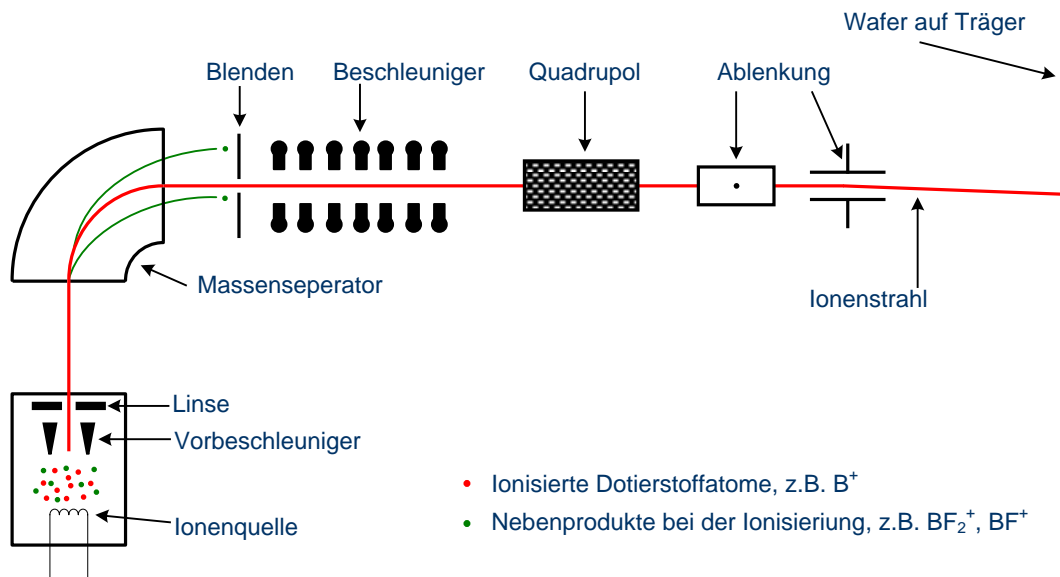 Wafer auf Träger
Blenden
Beschleuniger
Quadrupol
Ablenkung
Massenseperator
Ionenstrahl
Linse
Vorbeschleuniger
Ionenquelle
Ionisierte Dotierstoffatome, z.B. B⁺
Nebenprodukte bei der Ionisieriung, z.B. BF₂⁺, BF⁺